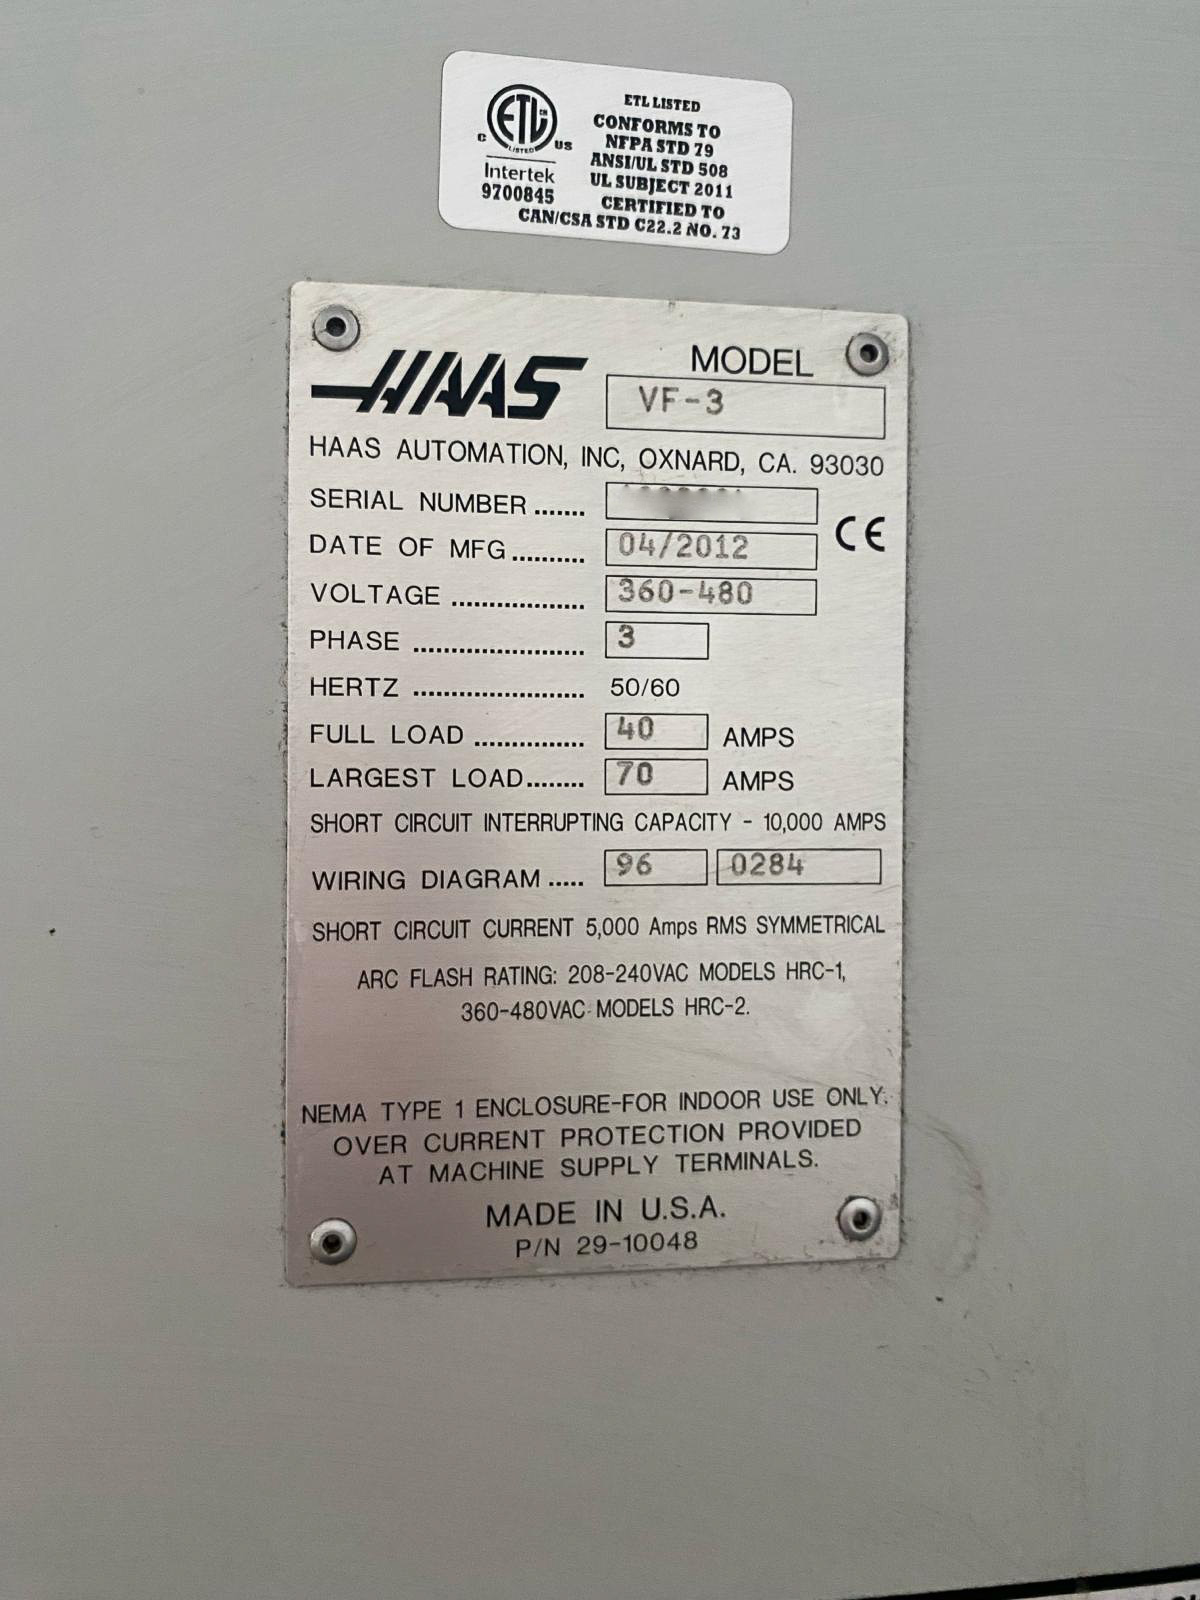 ETL LISTED
CONFORMS TO
NFPA STD 79
ANSI/UL STD 508
UL SUBJECT 2011
CERTIFIED TO
CAN/CSA STD C22.2 NO. 73
ETL CM
LISTED
C US
Intertek
9700845
HAAS
MODEL
VF-3
HAAS AUTOMATION, INC, OXNARD, CA. 93030
SERIAL NUMBER .......
CE
DATE OF MFG .......... 04/2012
VOLTAGE .................. 360-480
PHASE ....................... 3
HERTZ ....................... 50/60
FULL LOAD ............... 40 AMPS
LARGEST LOAD........ 70 AMPS
SHORT CIRCUIT INTERRUPTING CAPACITY - 10,000 AMPS
WIRING DIAGRAM ..... 96 0284
SHORT CIRCUIT CURRENT 5,000 Amps RMS SYMMETRICAL
ARC FLASH RATING: 208-240VAC MODELS HRC-1,
360-480VAC MODELS HRC-2.
NEMA TYPE 1 ENCLOSURE-FOR INDOOR USE ONLY.
OVER CURRENT PROTECTION PROVIDED
AT MACHINE SUPPLY TERMINALS.
MADE IN U.S.A.
P/N 29-10048